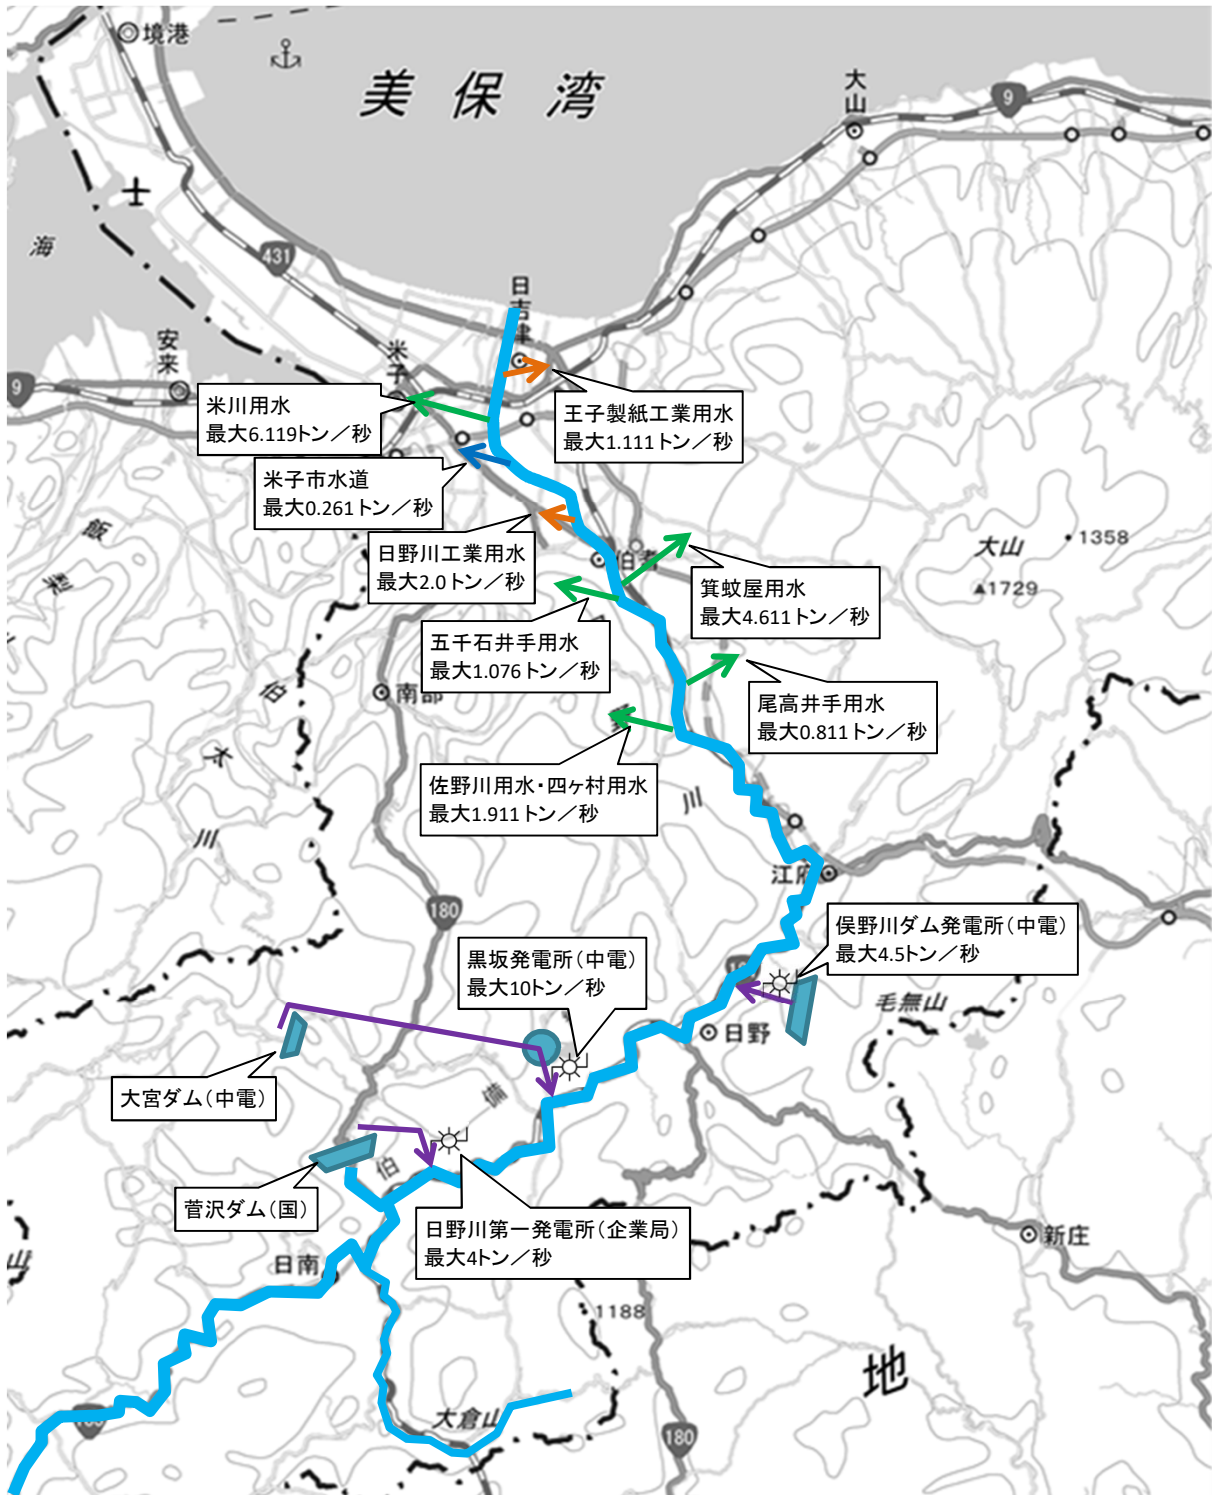 境港
美保湾
大山
9
海
431
日吉津
安来
米子
9
米川用水
最大6.119トン／秒
王子製紙工業用水
最大1.111トン／秒
米子市水道
最大0.261トン／秒
飯
梨
日野川工業用水
最大2.0トン／秒
伯耆
大山
1358
1729
箕蚊屋用水
最大4.611トン／秒
五千石井手用水
最大1.076トン／秒
伯
南部
尾高井手用水
最大0.811トン／秒
太
佐野川用水・四ヶ村用水
最大1.911トン／秒
川
川
江府
180
俣野川ダム発電所（中電）
最大4.5トン／秒
黒坂発電所（中電）
最大10トン／秒
毛無山
日野
大宮ダム（中電）
備
伯
菅沢ダム（国）
日野川第一発電所（企業局）
最大4トン／秒
新庄
山
日南
1188
地
大倉山
180